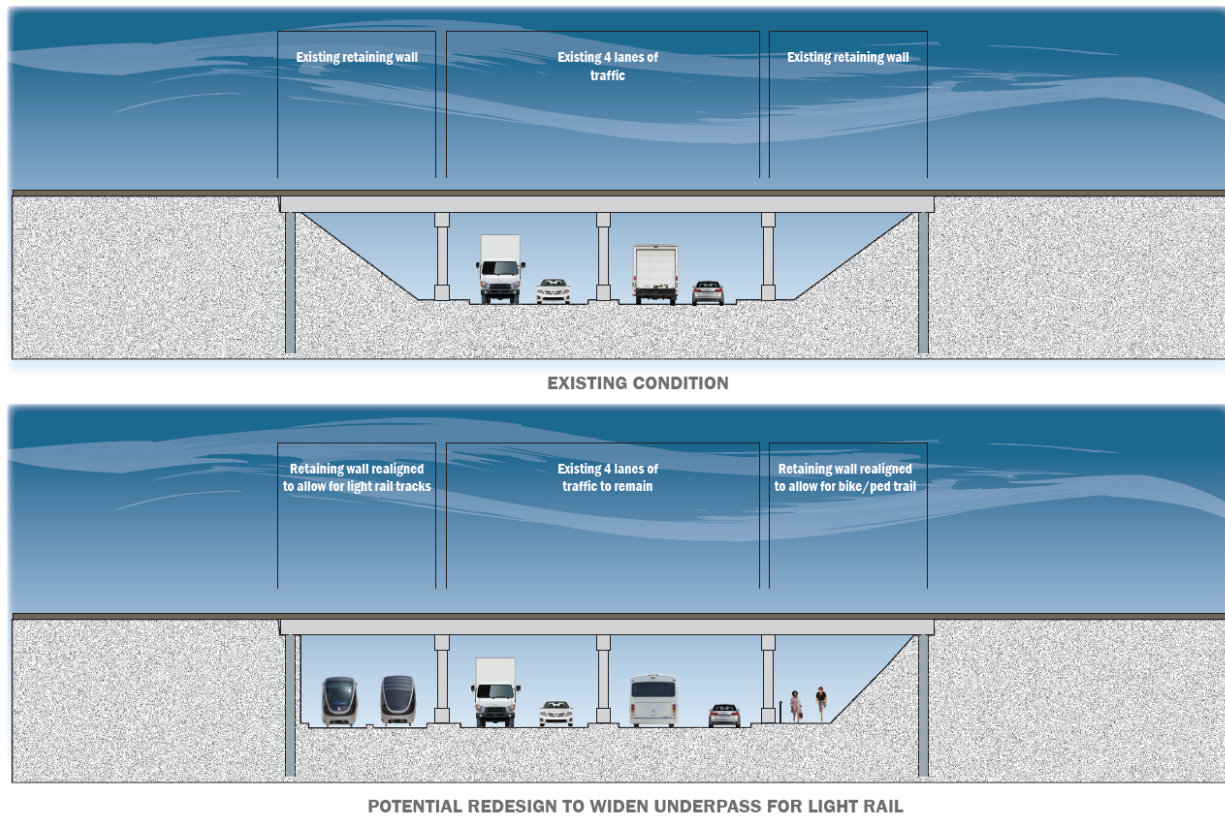 Existing retaining wall
Existing 4 lanes of
traffic
Existing retaining wall
EXISTING CONDITION
Retaining wall realigned
to allow for light rail tracks
Existing 4 lanes of
traffic to remain
Retaining wall realigned
to allow for bike/ped trail
POTENTIAL REDESIGN TO WIDEN UNDERPASS FOR LIGHT RAIL